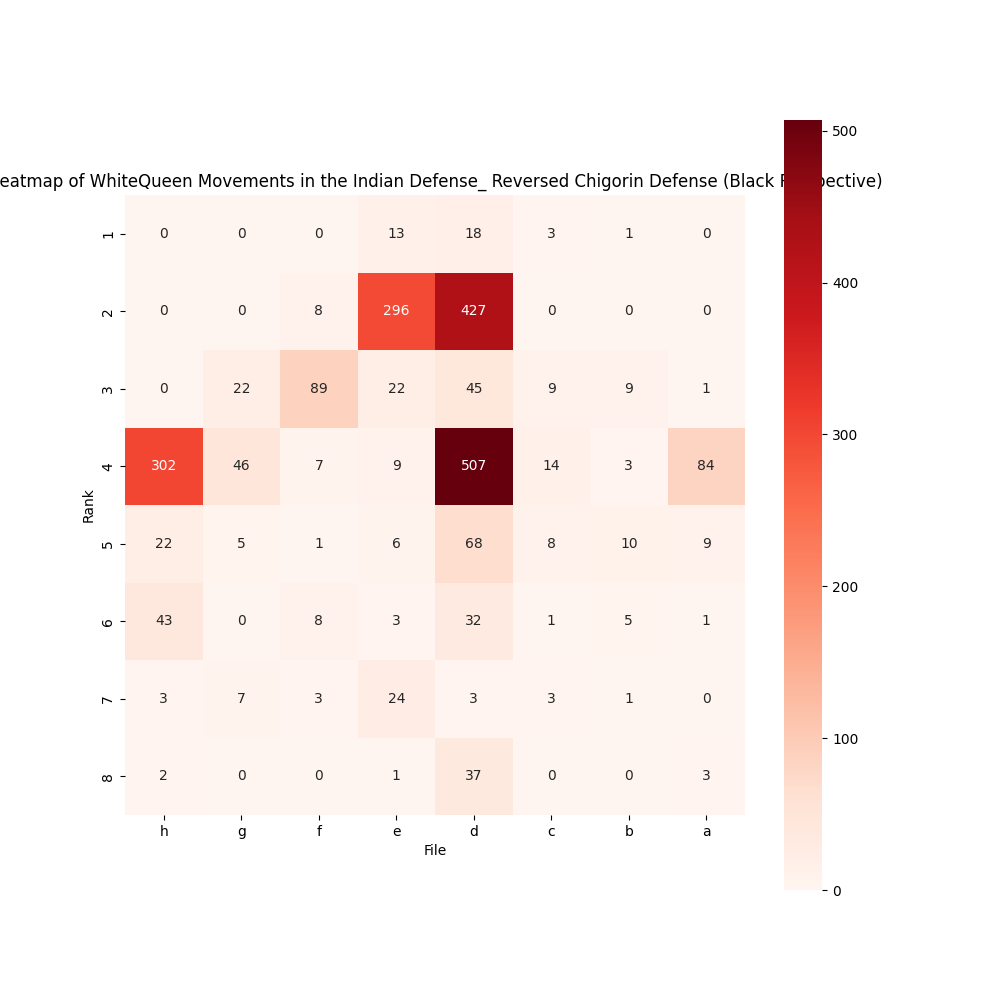 eatmap of WhiteQueen Movements in the Indian Defense_ Reversed Chigorin Defense (Black Perspective)
Rank
1 0 0 0 13 18 3 1 0
2 0 0 8 296 427 0 0 0
3 0 22 89 22 45 9 9 1
4 302 46 7 9 507 14 3 84
5 22 5 1 6 68 8 10 9
6 43 0 8 3 32 1 5 1
7 3 7 3 24 3 3 1 0
8 2 0 0 1 37 0 0 3
h g f e d c b a
File
500
400
300
200
100
0